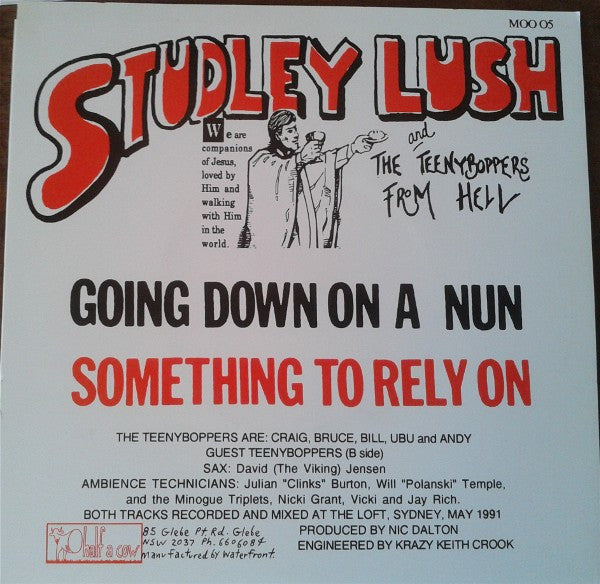 MOO 05
STUDLEY LUSH
and
THE TEENYBOPPERS
FROM HELL
We are
companions
of Jesus,
loved by
Him and
walking
with Him
in the
world.
GOING DOWN ON A NUN
SOMETHING TO RELY ON
THE TEENYBOPPERS ARE: CRAIG, BRUCE, BILL, UBU and ANDY
GUEST TEENYBOPPERS (B side)
SAX: David (The Viking) Jensen
AMBIENCE TECHNICIANS: Julian "Clinks" Burton, Will "Polanski" Temple,
and the Minogue Triplets, Nicki Grant, Vicki and Jay Rich.
BOTH TRACKS RECORDED AND MIXED AT THE LOFT, SYDNEY, MAY 1991
half a cow
85 Glebe Pt. Rd. Glebe
NSW 2037 Ph. 6606084
Manufactured by Waterfront.
PRODUCED BY NIC DALTON
ENGINEERED BY KRAZY KEITH CROOK